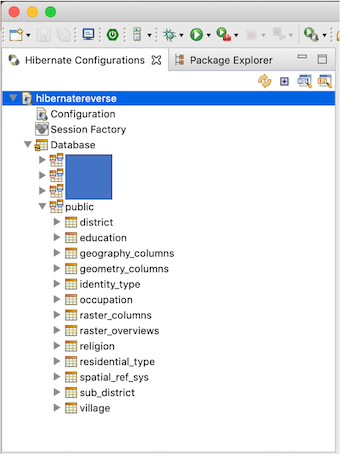 Hibernate Configurations
Package Explorer
hibernatereverse
Configuration
Session Factory
Database
public
district
education
geography_columns
geometry_columns
identity_type
occupation
raster_columns
raster_overviews
religion
residential_type
spatial_ref_sys
sub_district
village